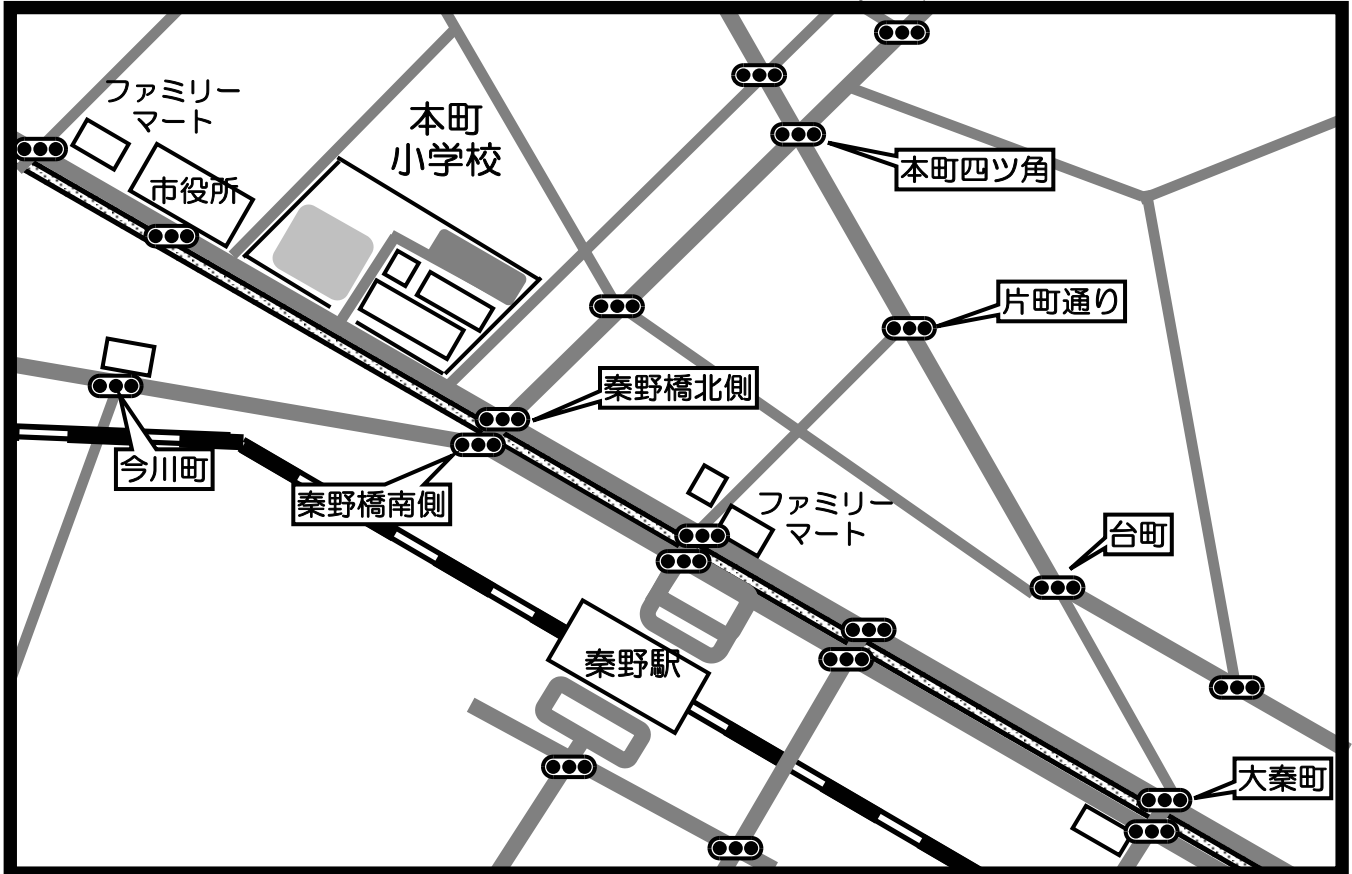 ファミリー
マート
本町
小学校
市役所
本町四ツ角
片町通り
秦野橋北側
今川町
秦野橋南側
ファミリー
マート
台町
秦野駅
大秦町